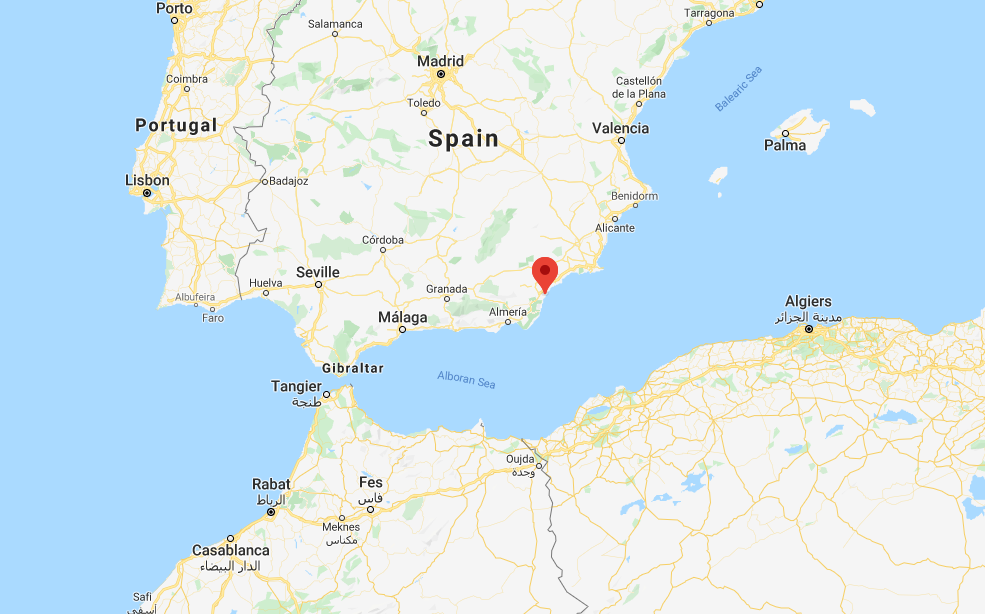 Porto
Salamanca
Tarragona
Madrid
Balearic Sea
Coimbra
Castellón
de la Plana
Toledo
Portugal
Valencia
Spain
Palma
Lisbon
Badajoz
Benidorm
Alicante
Córdoba
Seville
Huelva
Granada
Albufeira
Faro
Almería
Málaga
Algiers
مدينة الجزائر
Gibraltar
Alboran Sea
Tangier
طنجة
Oujda
وجدة
Rabat
الرباط
Fes
فاس
Meknes
مكناس
Casablanca
الدار البيضاء
Safi
آسفي